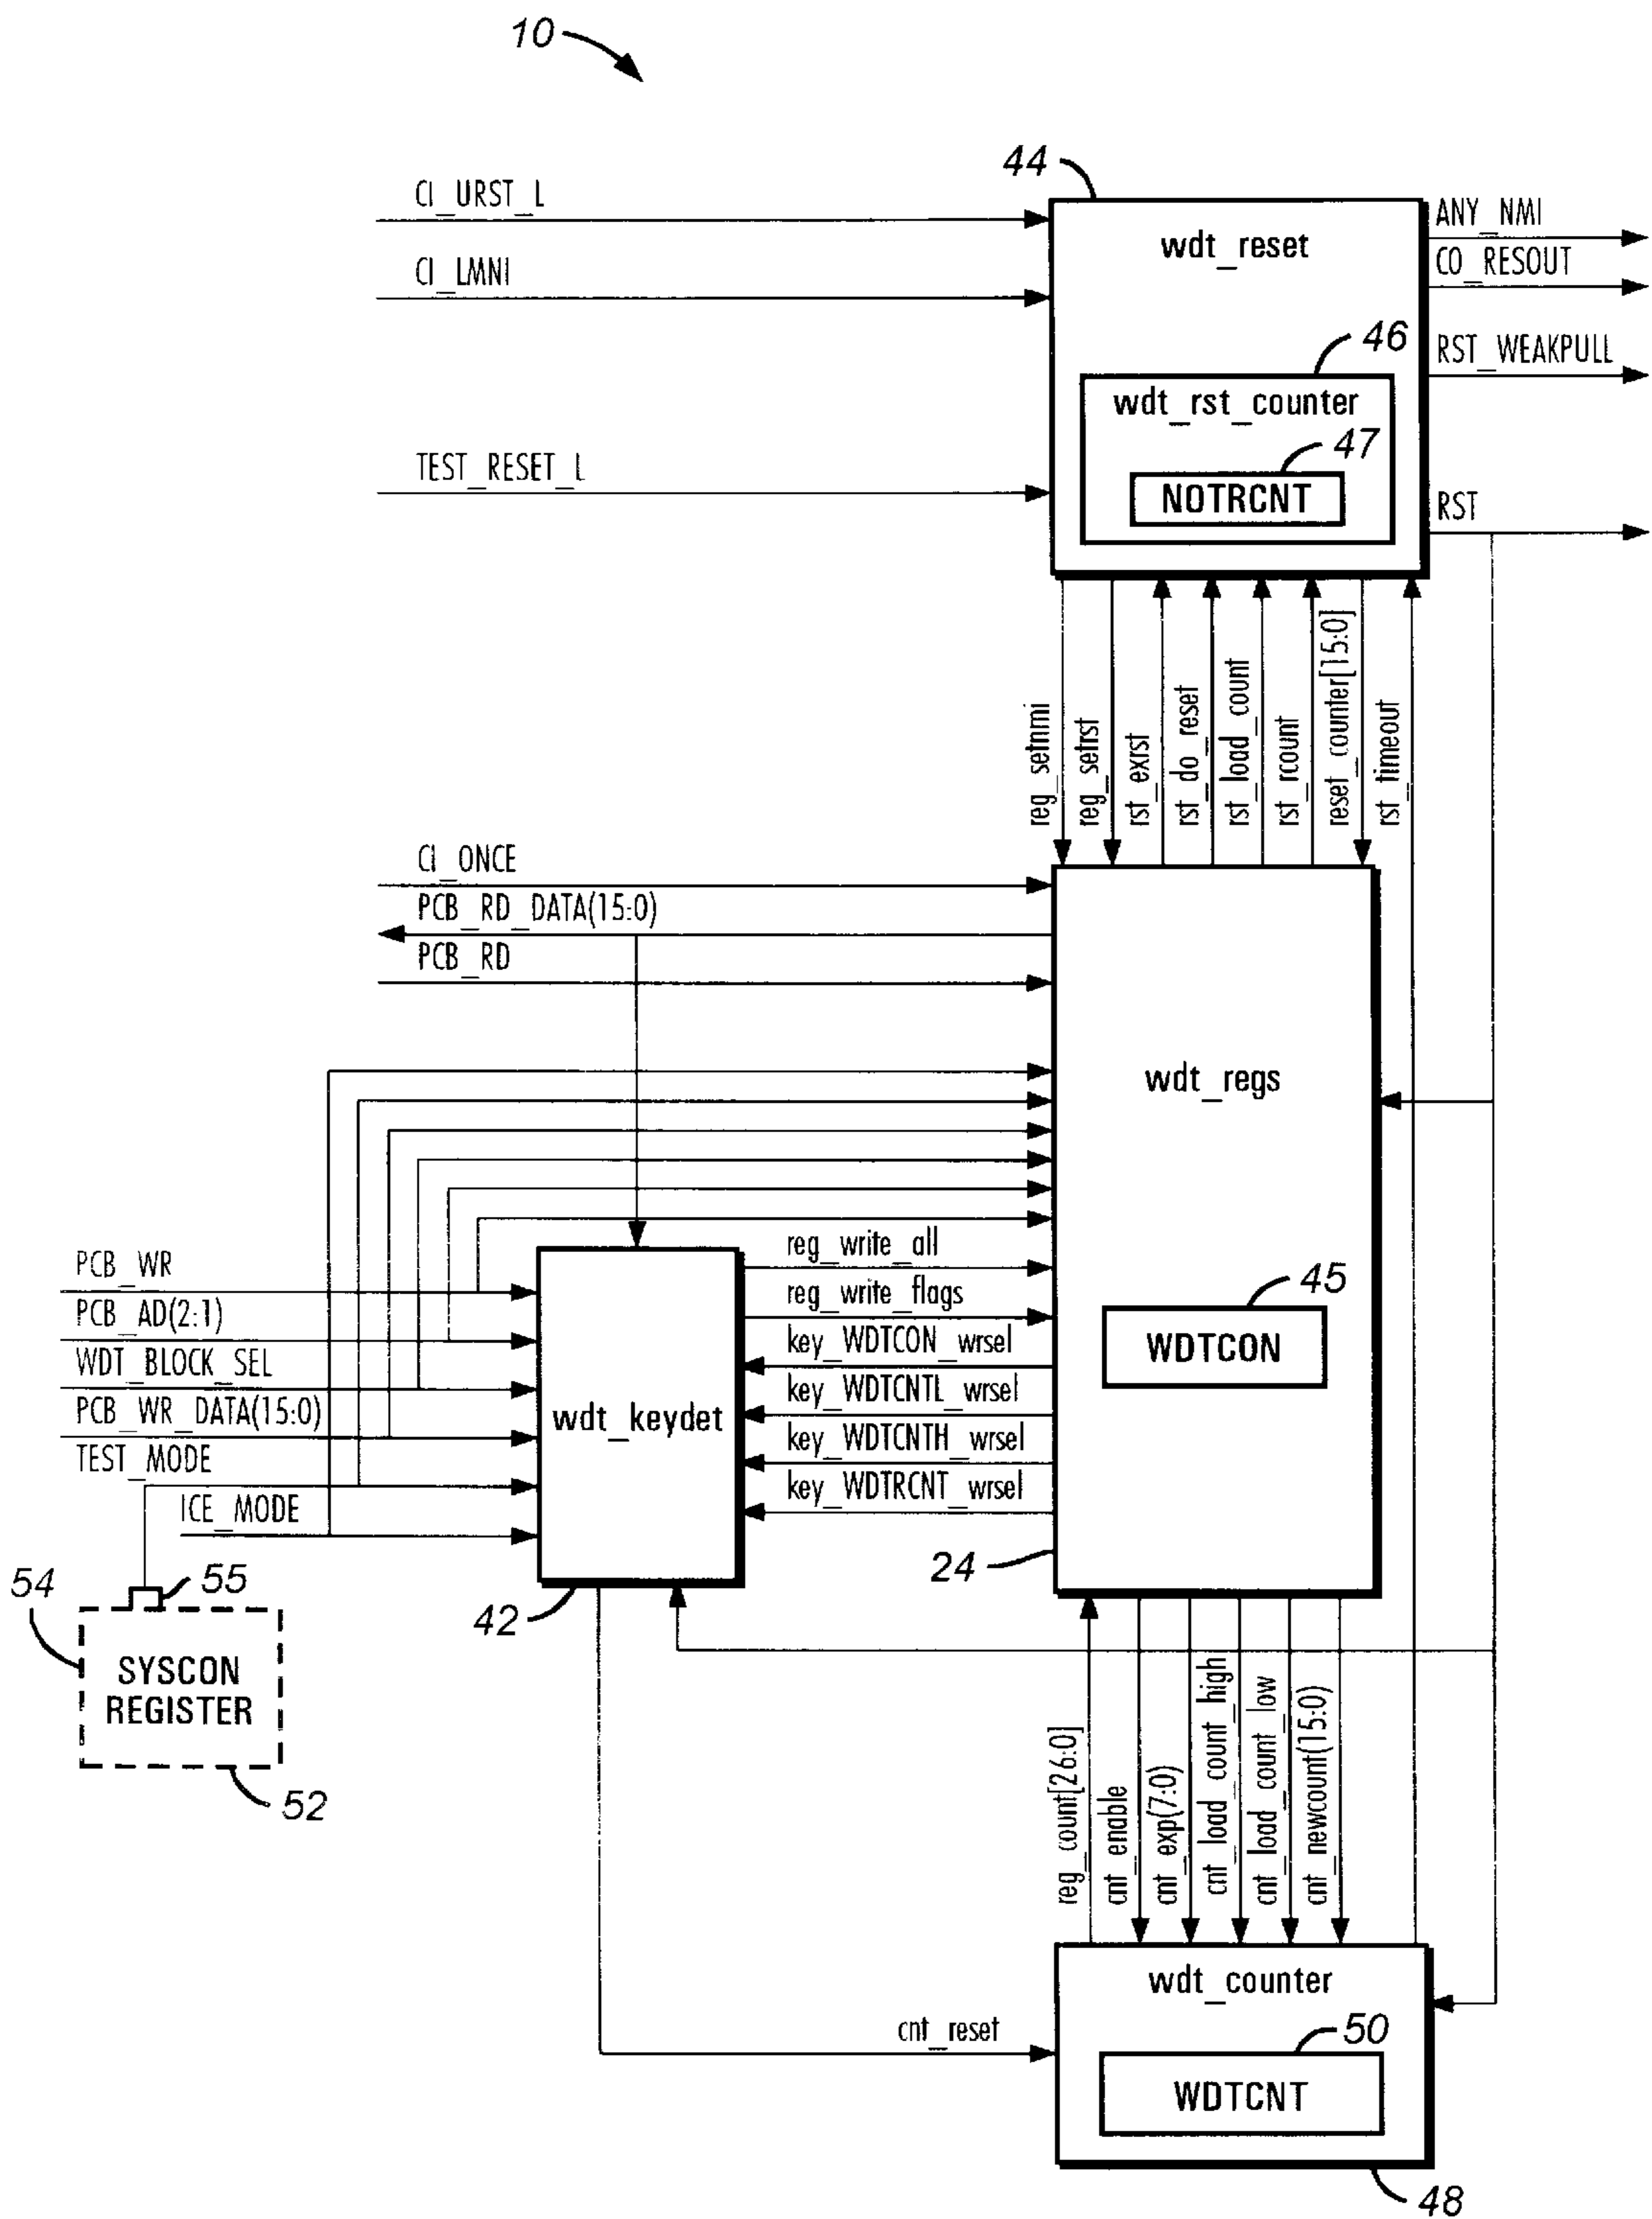 10
44
CI_URST_L
wdt_reset
ANY_NMI
CI_LMNI
CO_RESOUT
46
RST_WEAKPULL
wdt_rst_counter
47
TEST_RESET_L
NOTRCNT
RST
reg_setnmi
reg_setrst
rst_exrst
rst_do_reset
rst_load_count
rst_rcount
reset_counter[15:0]
rst_timeout
CI_ONCE
PCB_RD_DATA(15:0)
PCB_RD
wdt_regs
PCB_WR
PCB_AD(2:1)
WDT_BLOCK_SEL
PCB_WR_DATA(15:0)
TEST_MODE
ICE_MODE
wdt_keydet
reg_write_all
reg_write_flags
key_WDTCON_wrsel
key_WDTCNTL_wrsel
key_WDTCNTH_wrsel
key_WDTRCNT_wrsel
45
WDTCON
24
54
55
42
SYSCON
REGISTER
52
reg_count[26:0]
cnt_enable
cnt_exp(7:0)
cnt_load_count_high
cnt_load_count_low
cnt_newcount(15:0)
wdt_counter
cnt_reset
50
WDTCNT
48